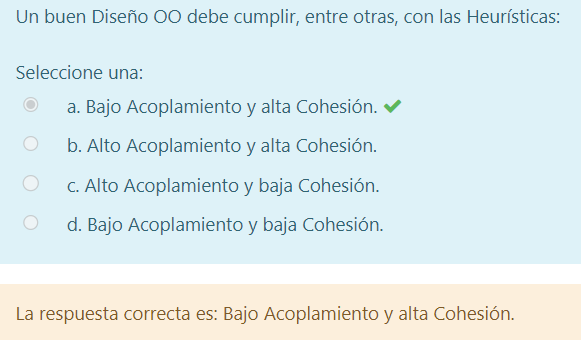 Un buen Diseño OO debe cumplir, entre otras, con las Heurísticas:
Seleccione una:
a. Bajo Acoplamiento y alta Cohesión.
b. Alto Acoplamiento y alta Cohesión.
c. Alto Acoplamiento y baja Cohesión.
d. Bajo Acoplamiento y baja Cohesión.
La respuesta correcta es: Bajo Acoplamiento y alta Cohesión.